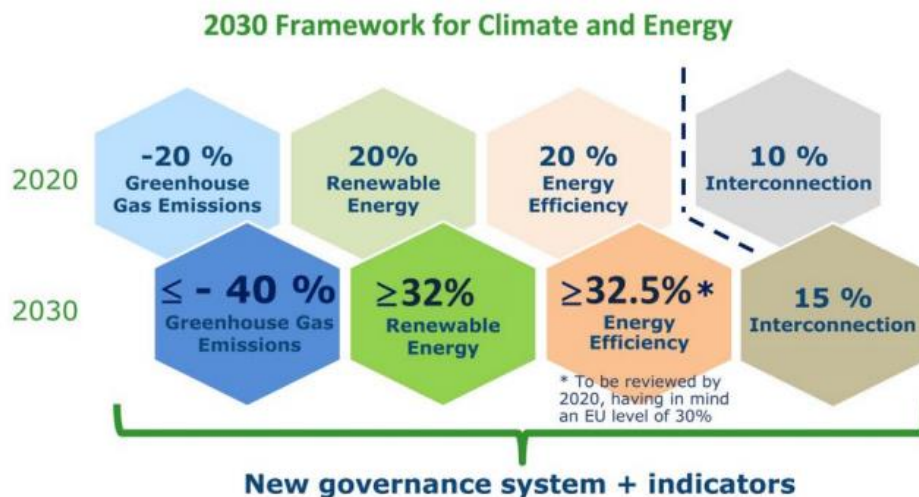 2030 Framework for Climate and Energy
2020
-20 %
Greenhouse
Gas Emissions
20%
Renewable
Energy
20 %
Energy
Efficiency
10 %
Interconnection
2030
≤ - 40 %
Greenhouse Gas
Emissions
≥32%
Renewable
Energy
≥32.5%*
Energy
Efficiency
15 %
Interconnection
* To be reviewed by
2020, having in mind
an EU level of 30%
New governance system + indicators